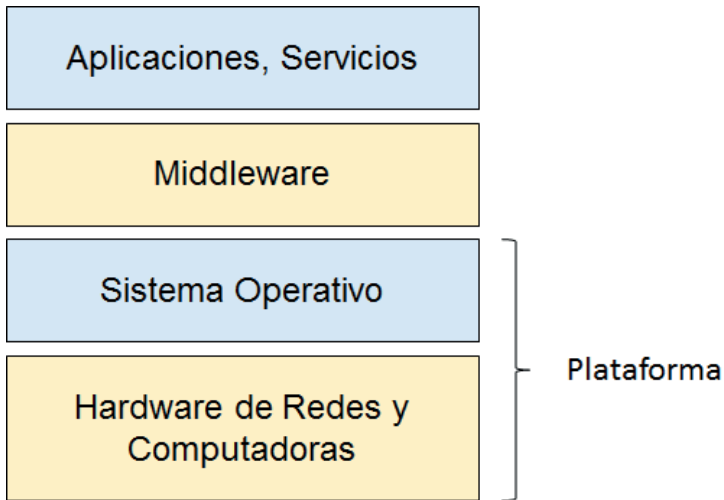 Aplicaciones, Servicios
Middleware
Sistema Operativo
Plataforma
Hardware de Redes y
Computadoras